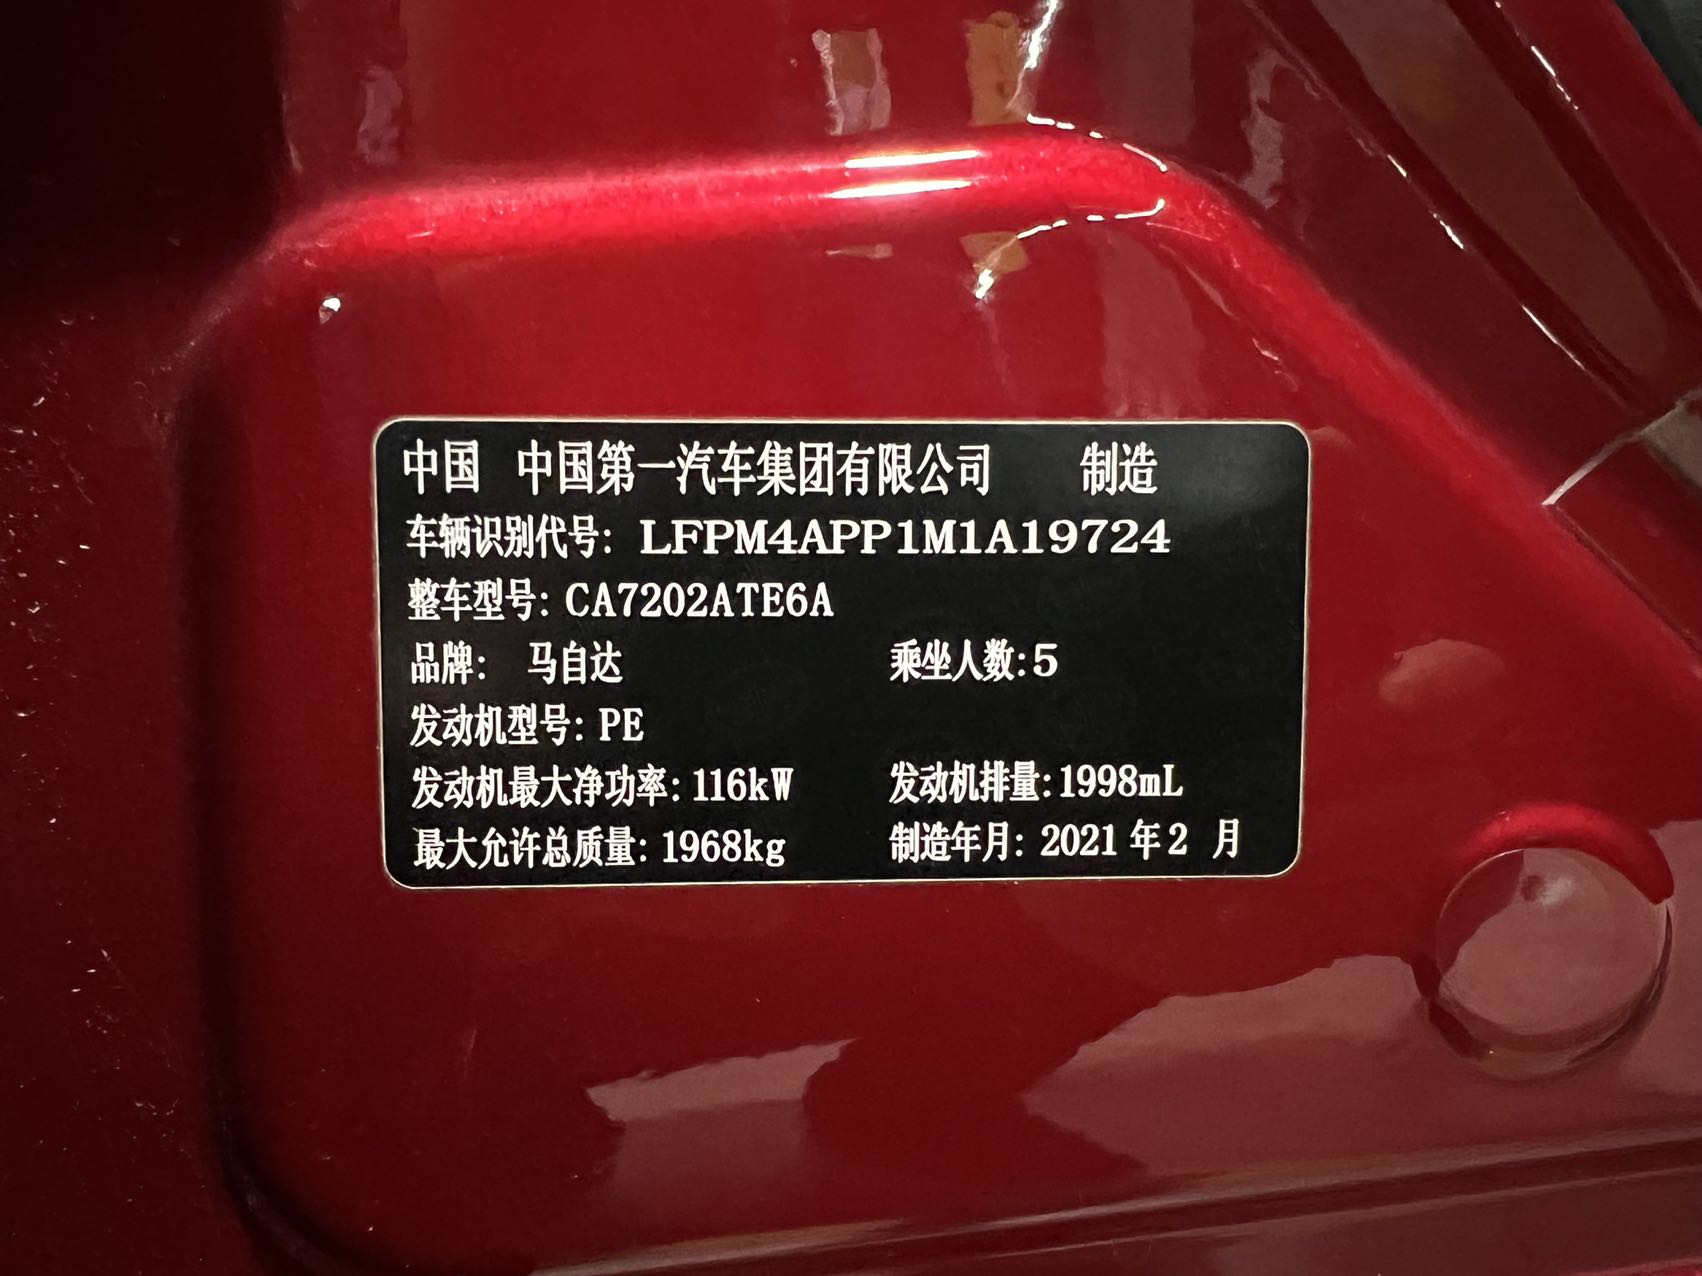 中国 中国第一汽车集团有限公司 制造
车辆识别代号: LFPM4APP1M1A19724
整车型号: CA7202ATE6A
品牌: 马自达 乘坐人数:5
发动机型号: PE
发动机最大净功率: 116kW 发动机排量:1998mL
最大允许总质量: 1968kg 制造年月: 2021 年 2 月